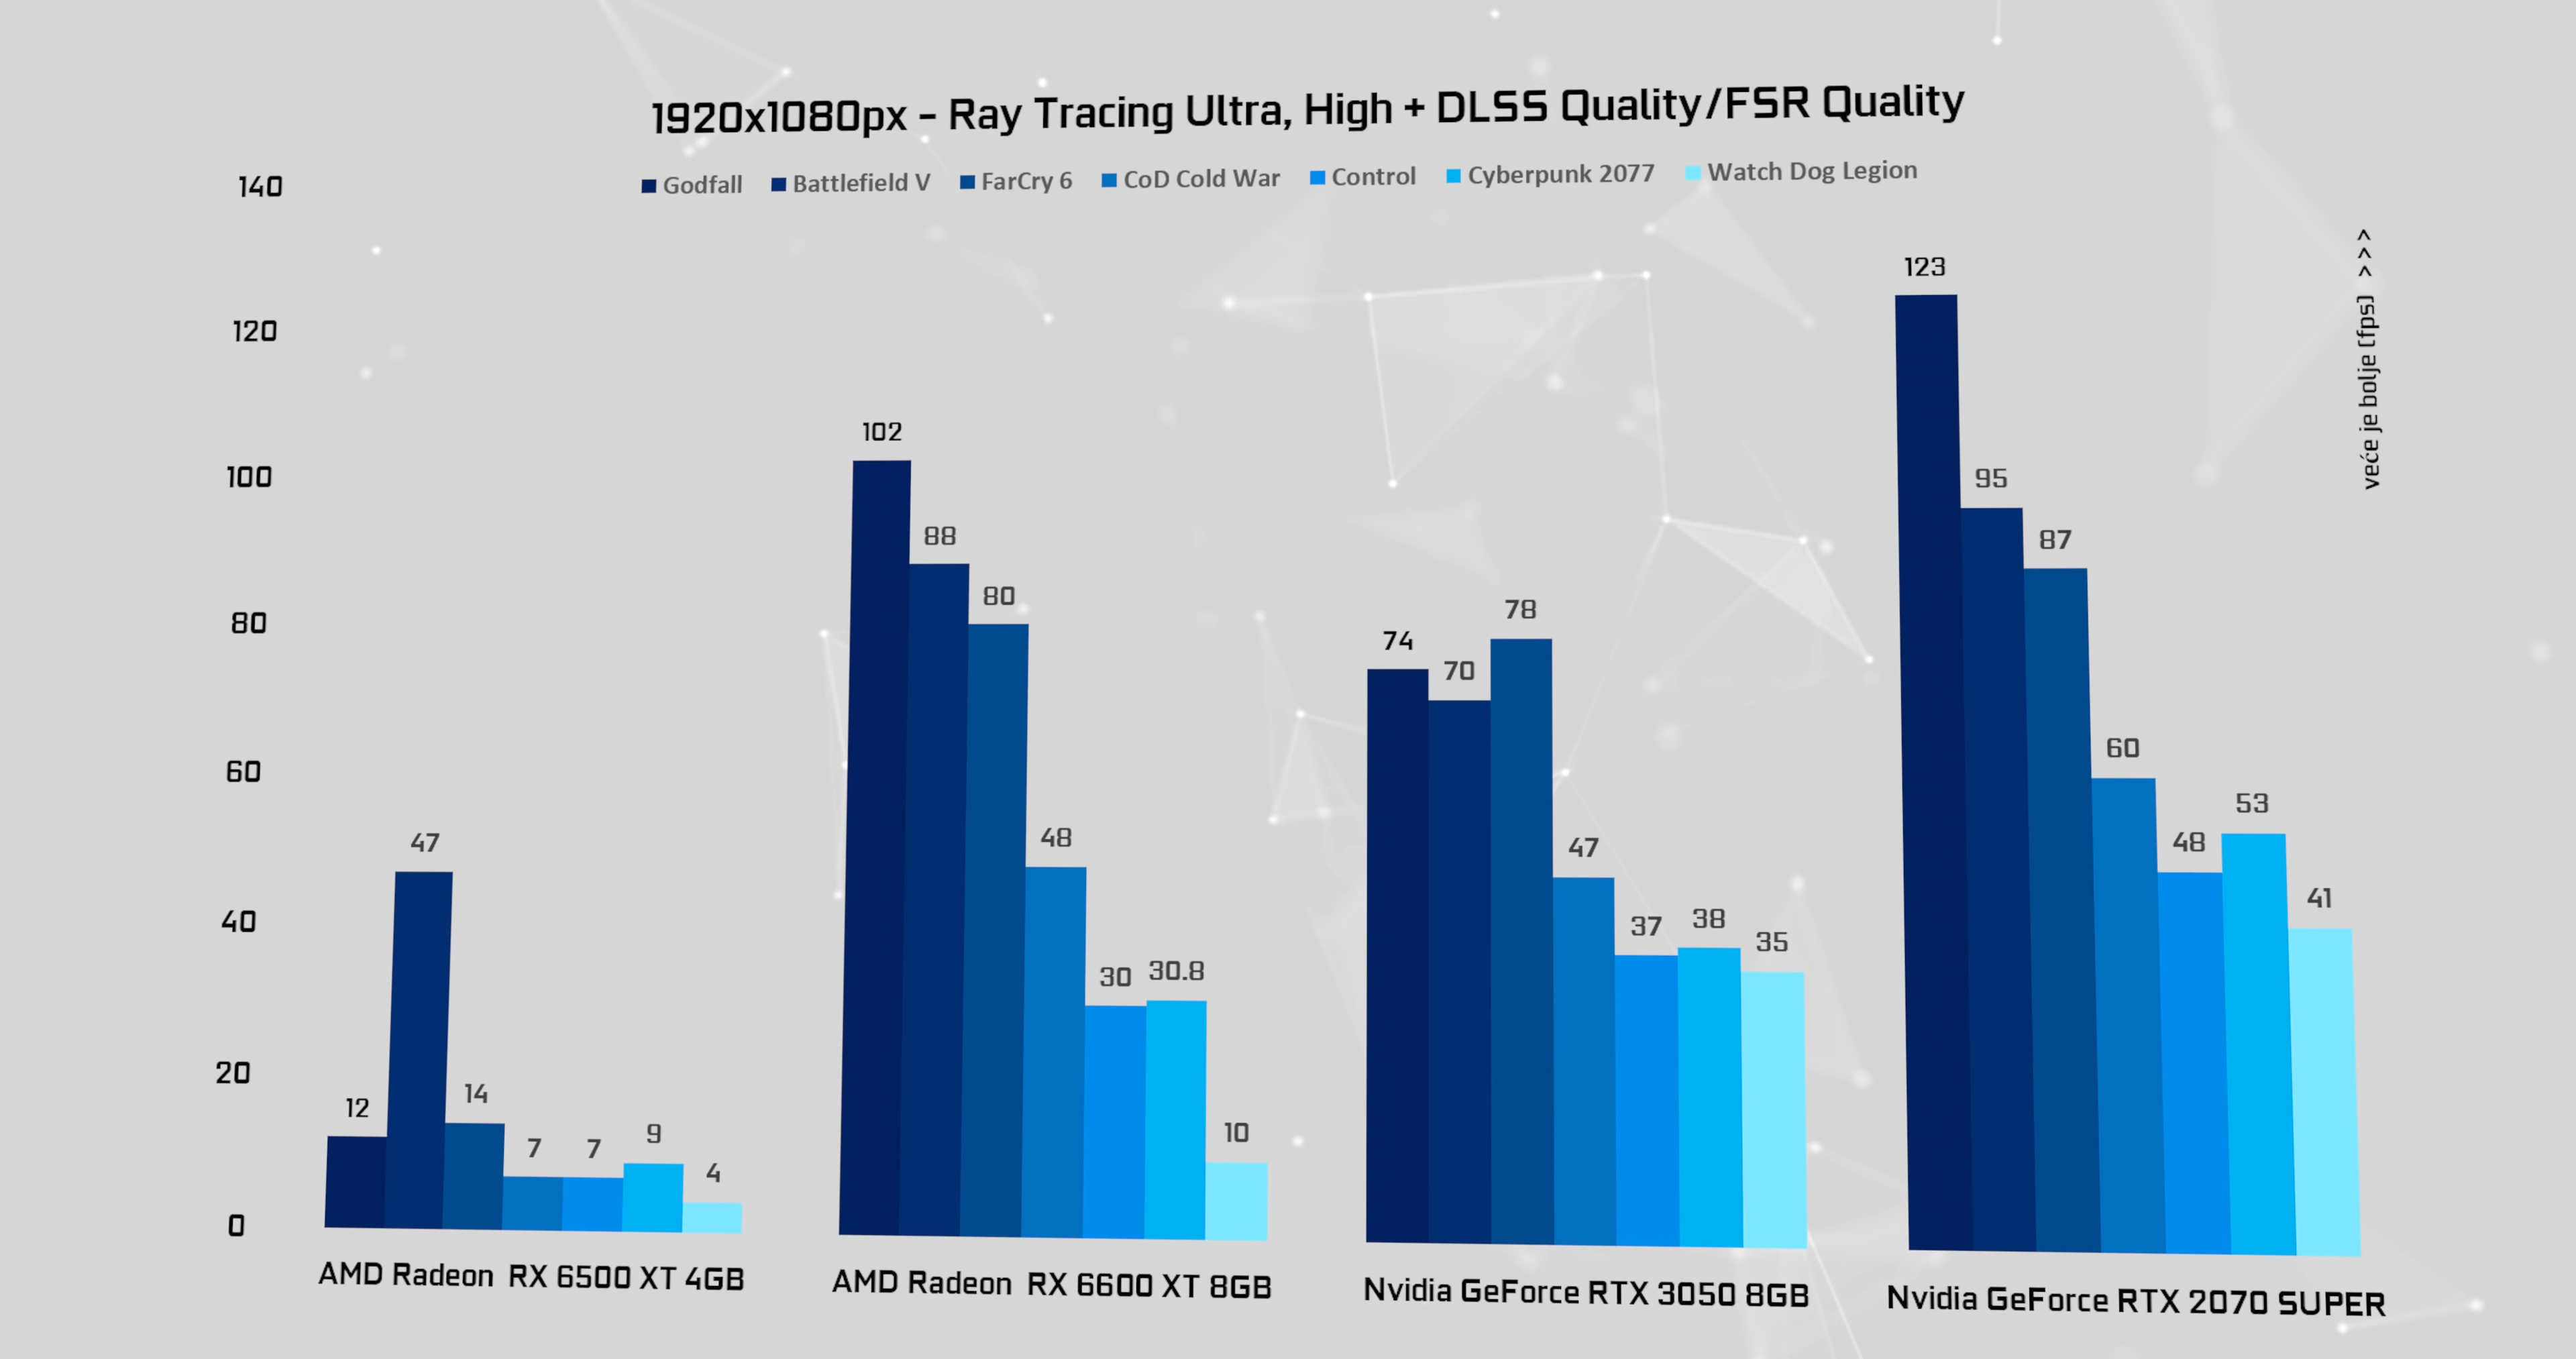 1920x1080px - Ray Tracing Ultra, High + DLSS Quality/FSR Quality
Godfall Battlefield V FarCry 6 CoD Cold War Control Cyberpunk 2077 Watch Dog Legion
140
120
100
80
60
40
20
0
veće je bolje (fps) >>>
12 47 14 7 7 9 4
102 88 80 48 30 30.8 10
74 70 78 47 37 38 35
123 95 87 60 48 53 41
AMD Radeon RX 6500 XT 4GB
AMD Radeon RX 6600 XT 8GB
Nvidia GeForce RTX 3050 8GB
Nvidia GeForce RTX 2070 SUPER